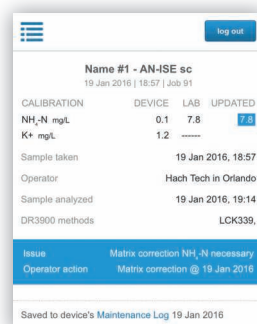 log out
Name #1 - AN-ISE sc
19 Jan 2016 | 18:57 | Job 91
CALIBRATION DEVICE LAB UPDATED
NH₄-N mg/L 0.1 7.8 7.8
K+ mg/L 1.2 ------
Sample taken 19 Jan 2016, 18:57
Operator Hach Tech in Orlando
Sample analyzed 19 Jan 2016, 19:14
DR3900 methods LCK339,
Issue Matrix correction NH₄-N necessary
Operator action Matrix correction @ 19 Jan 2016
Saved to device's Maintenance Log 19 Jan 2016